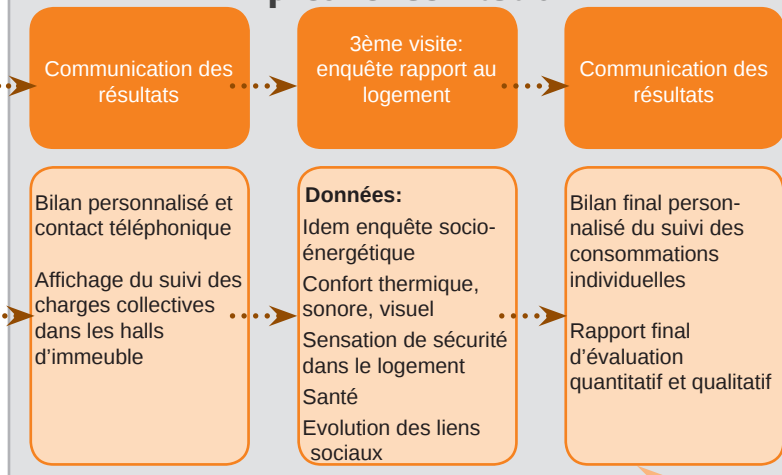 Communication des
résultats
3ème visite:
enquête rapport au
logement
Communication des
résultats
Bilan personnalisé et
contact téléphonique
Affichage du suivi des
charges collectives
dans les halls
d'immeuble
Données:
Idem enquête socio-
énergétique
Confort thermique,
sonore, visuel
Sensation de sécurité
dans le logement
Santé
Evolution des liens
sociaux
Bilan final person-
nalisé du suivi des
consommations
individuelles
Rapport final
d'évaluation
quantitatif et qualitatif